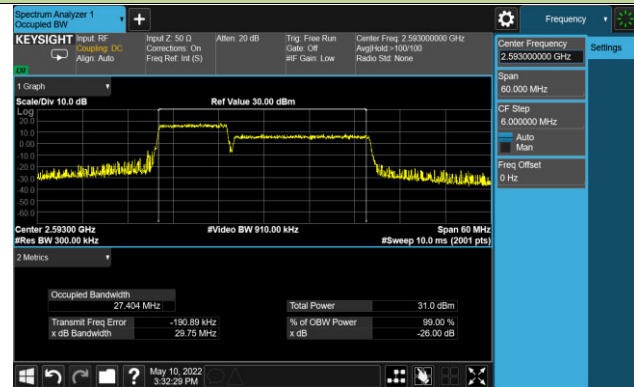 Spectrum Analyzer 1
Occupied BW
Frequency
KEYSIGHT
Input: RF
Coupling: DC
Align: Auto
Input Z: 50 Ω
Corrections: On
Freq Ref: Int (S)
Atten: 20 dB
Trig: Free Run
Gate: Off
#IF Gain: Low
Center Freq: 2.593000000 GHz
Avg|Hold:>100/100
Radio Std: None
LXI
Center Frequency
2.593000000 GHz
Settings
Span
60.000 MHz
CF Step
6.000000 MHz
Auto
Man
Freq Offset
0 Hz
1 Graph
Scale/Div 10.0 dB
Ref Value 30.00 dBm
Log
20.0
10.0
0.00
-10.0
-20.0
-30.0
-40.0
-50.0
-60.0
Center 2.59300 GHz
#Video BW 910.00 kHz
Span 60 MHz
#Res BW 300.00 kHz
#Sweep 10.0 ms (2001 pts)
2 Metrics
Occupied Bandwidth
27.404 MHz
Total Power 31.0 dBm
Transmit Freq Error -190.89 kHz
% of OBW Power 99.00 %
x dB Bandwidth 29.75 MHz
x dB -26.00 dB
?
May 10, 2022
3:32:29 PM